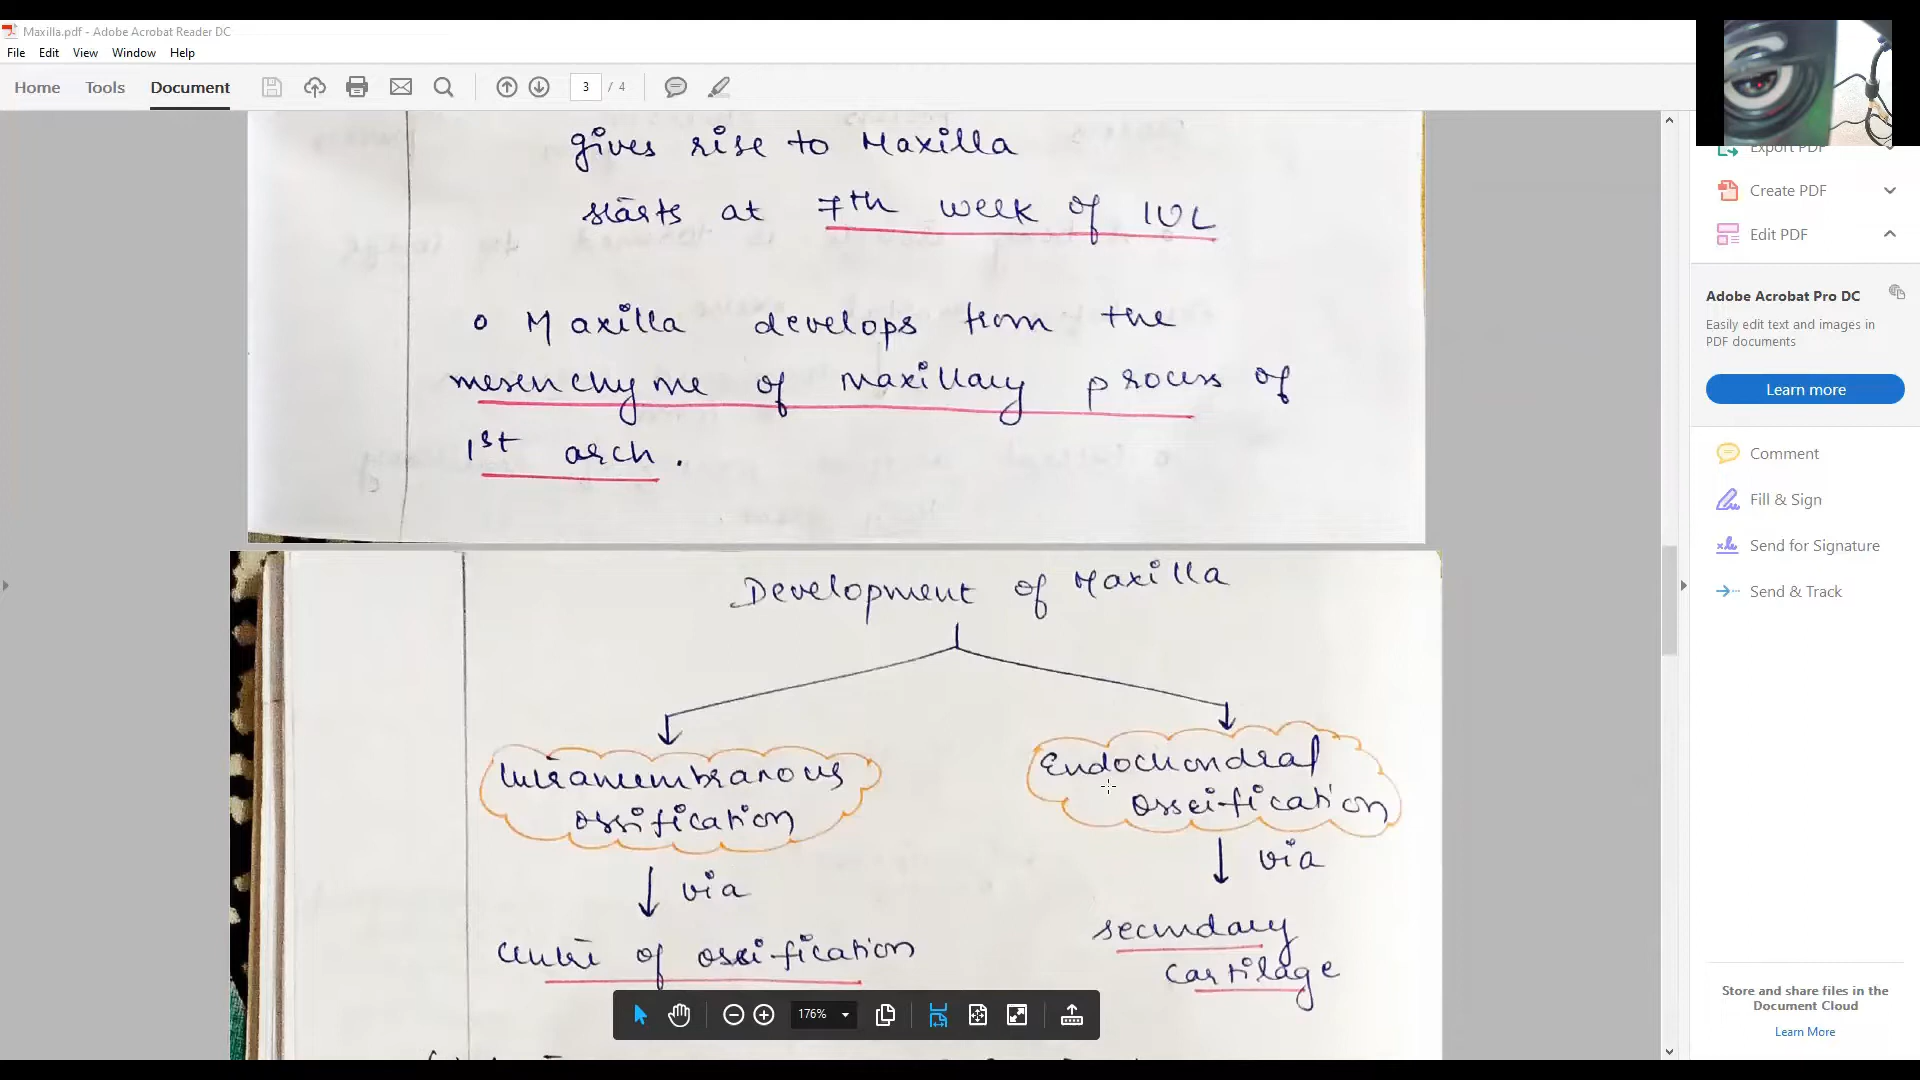 Maxilla.pdf - Adobe Acrobat Reader DC
File Edit View Window Help
Home Tools Document 3 / 4
gives rise to Maxilla
starts at 7th week of IUL
o Maxilla develops from the
mesenchyme of maxillary process of
1st arch.
Development of Maxilla
Intramembranous
ossification
via
centre of ossification
Endochondral
osseification
via
secondary
cartilage
176%
Export PDF
Create PDF
Edit PDF
Adobe Acrobat Pro DC
Easily edit text and images in
PDF documents
Learn more
Comment
Fill & Sign
Send for Signature
Send & Track
Store and share files in the
Document Cloud
Learn More